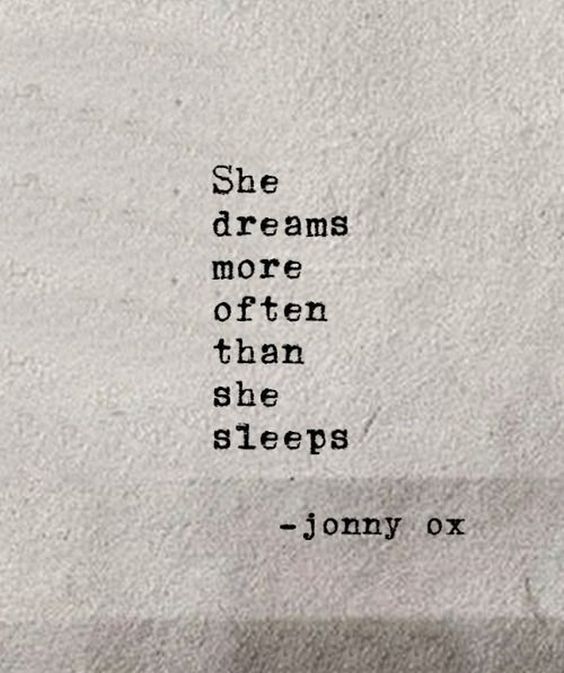 She
dreams
more
often
than
she
sleeps
-jonny ox